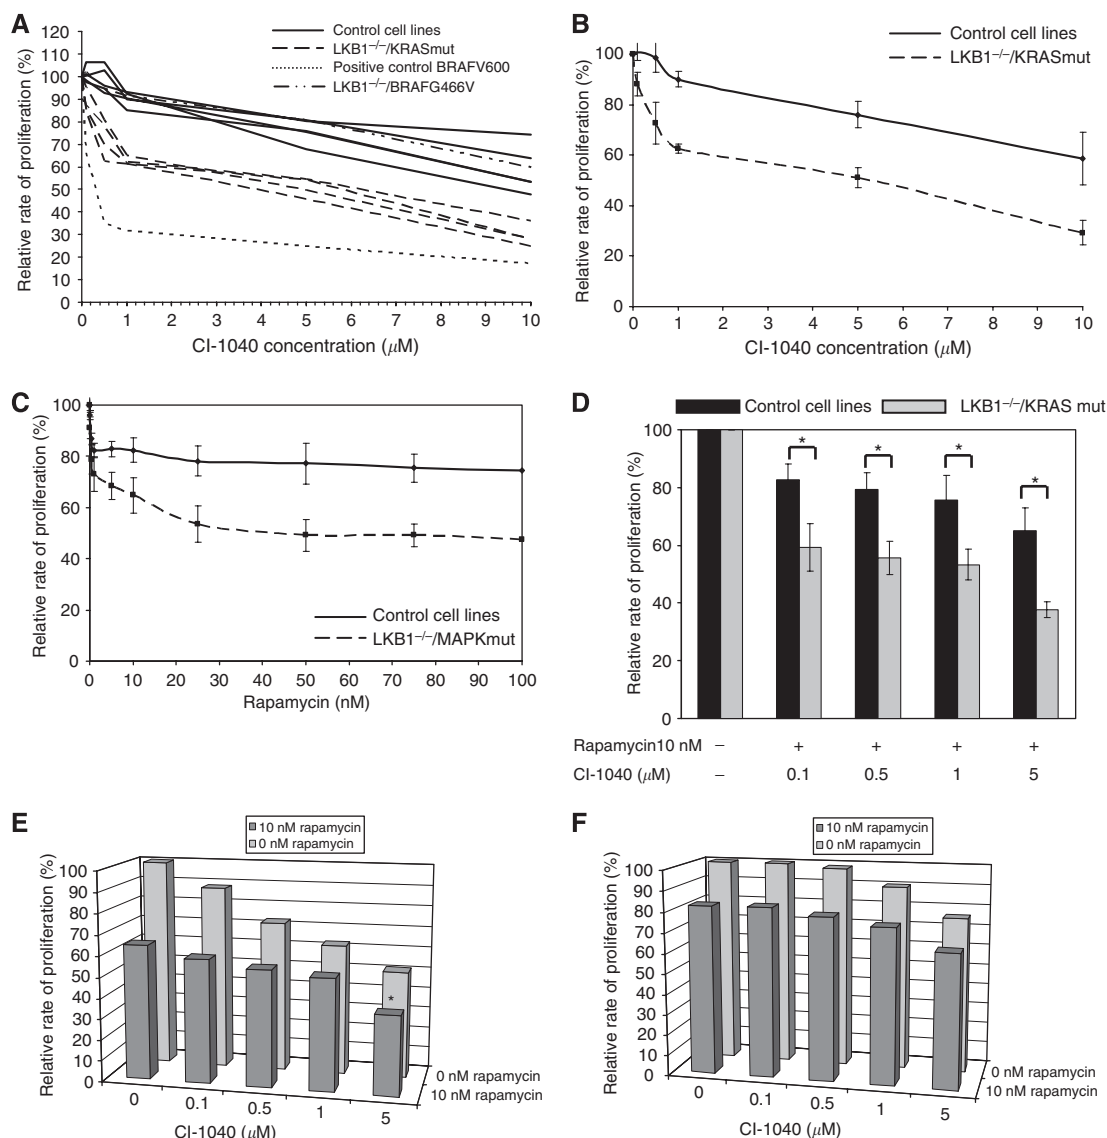 A
120
110
100
90
80
70
60
50
40
30
20
10
0
Relative rate of proliferation (%)
Control cell lines
LKB1−/−/KRASmut
Positive control BRAFV600
LKB1−/−/BRAFG466V
0 1 2 3 4 5 6 7 8 9 10
CI-1040 concentration (μM)
B
100
80
60
40
20
0
Relative rate of proliferation (%)
Control cell lines
LKB1−/−/KRASmut
0 1 2 3 4 5 6 7 8 9 10
CI-1040 concentration (μM)
C
100
80
60
40
20
0
Relative rate of proliferation (%)
Control cell lines
LKB1−/−/MAPKmut
0 10 20 30 40 50 60 70 80 90 100
Rapamycin (nM)
D
Control cell lines
LKB1−/−/KRAS mut
100
80
60
40
20
0
Relative rate of proliferation (%)
* * * *
Rapamycin10 nM − + + + +
CI-1040 (μM) − 0.1 0.5 1 5
E
10 nM rapamycin
0 nM rapamycin
100
90
80
70
60
50
40
30
20
10
0
Relative rate of proliferation (%)
*
0 0.1 0.5 1 5
0 nM rapamycin
10 nM rapamycin
CI-1040 (μM)
F
10 nM rapamycin
0 nM rapamycin
100
90
80
70
60
50
40
30
20
10
0
Relative rate of proliferation (%)
0 0.1 0.5 1 5
0 nM rapamycin
10 nM rapamycin
CI-1040 (μM)